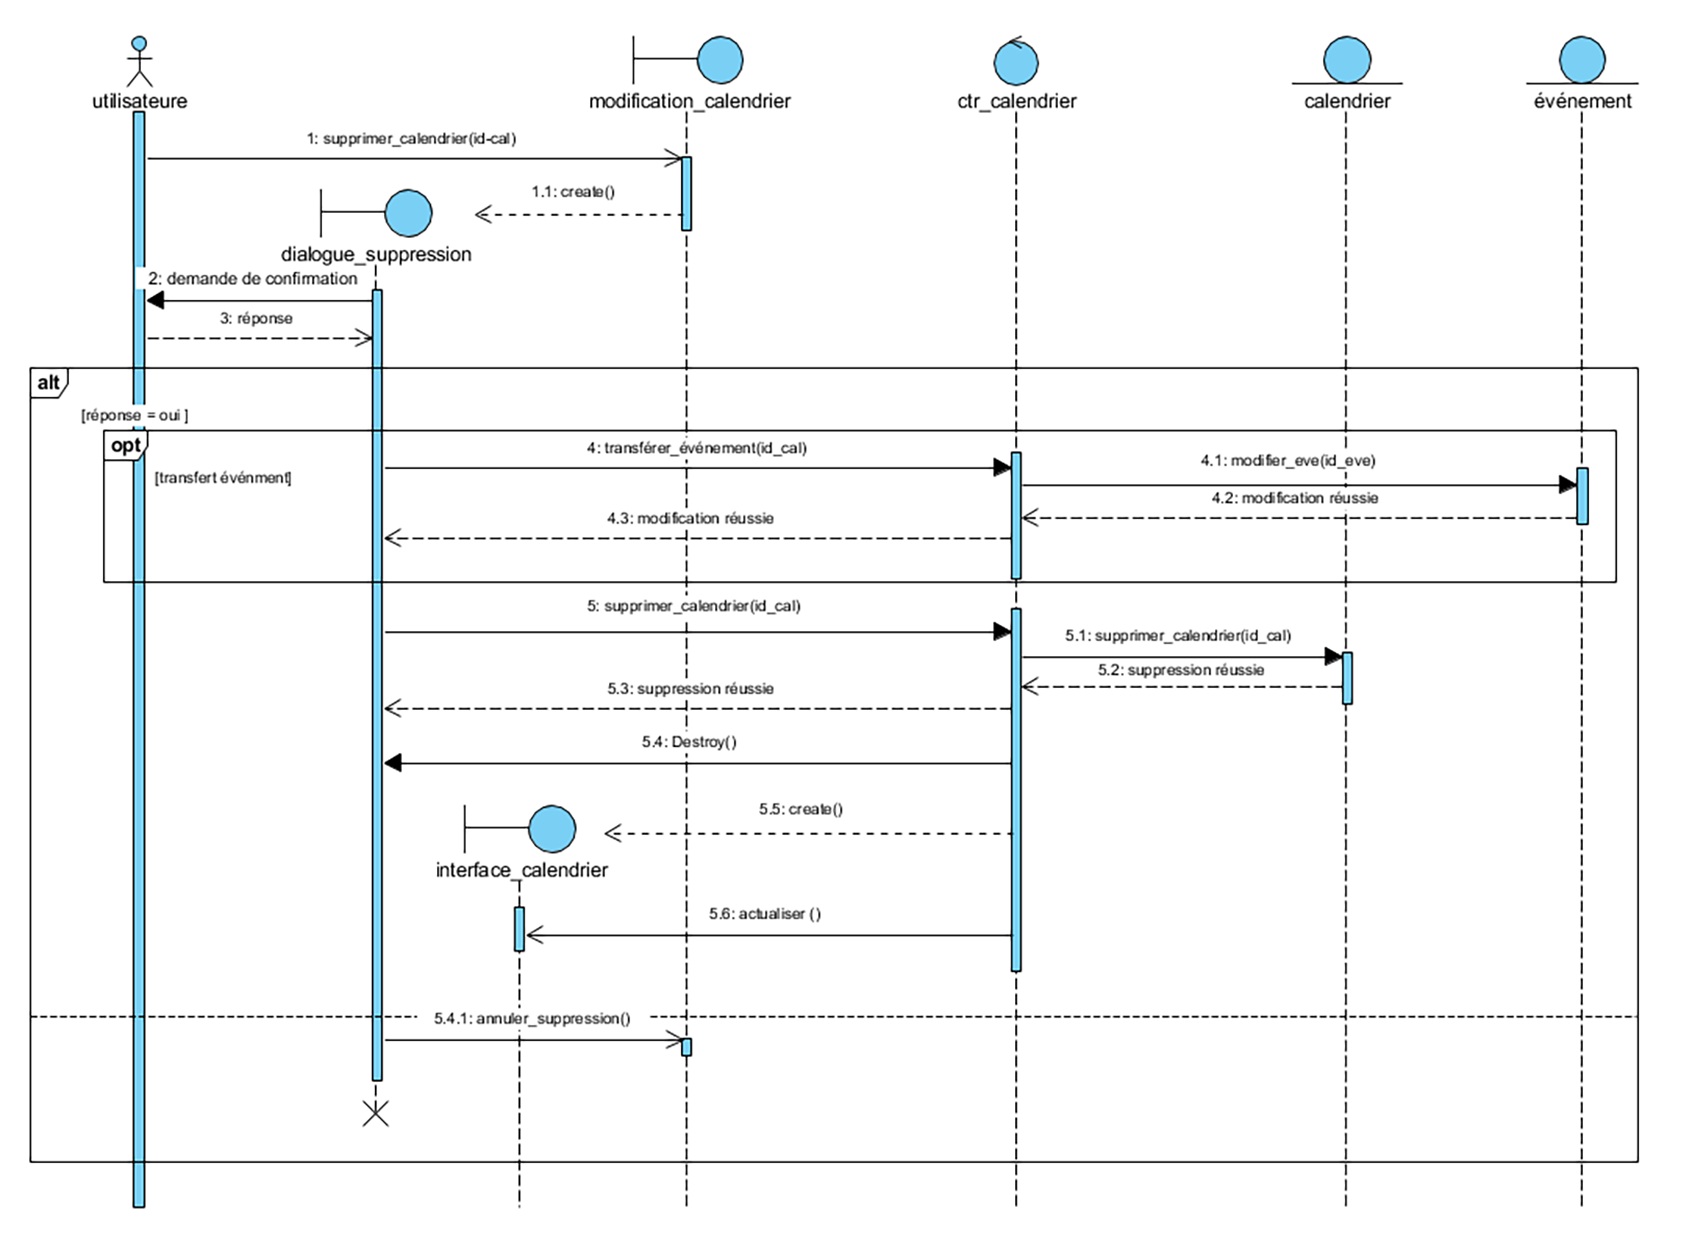 utilisateure
modification_calendrier
ctr_calendrier
calendrier
événement
1: supprimer_calendrier(id-cal)
1.1: create()
dialogue_suppression
2: demande de confirmation
3: réponse
alt
[réponse = oui ]
opt
4: transférer_événement(id_cal)
4.1: modifier_eve(id_eve)
[transfert événment]
4.2: modification réussie
4.3: modification réussie
5: supprimer_calendrier(id_cal)
5.1: supprimer_calendrier(id_cal)
5.2: suppression réussie
5.3: suppression réussie
5.4: Destroy()
5.5: create()
interface_calendrier
5.6: actualiser ()
5.4.1: annuler_suppression()